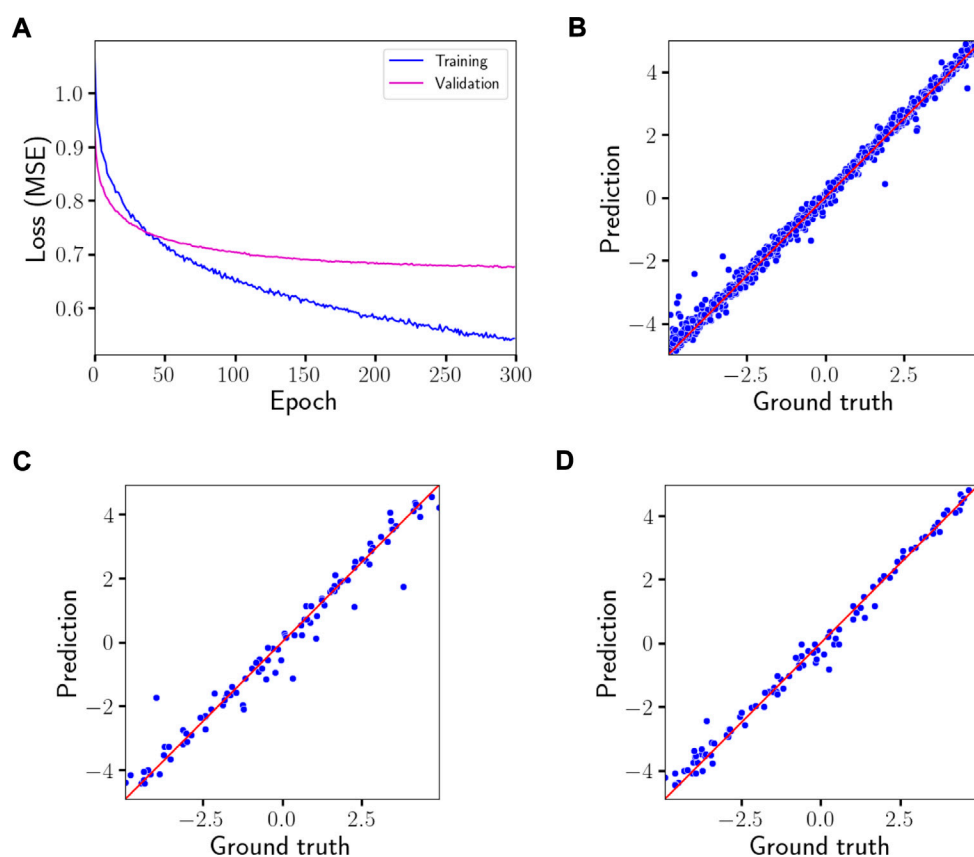 A
Loss (MSE)
1.0
0.9
0.8
0.7
0.6
Training
Validation
0 50 100 150 200 250 300
Epoch
B
Prediction
4
2
0
−2
−4
−2.5 0.0 2.5
Ground truth
C
Prediction
4
2
0
−2
−4
−2.5 0.0 2.5
Ground truth
D
Prediction
4
2
0
−2
−4
−2.5 0.0 2.5
Ground truth